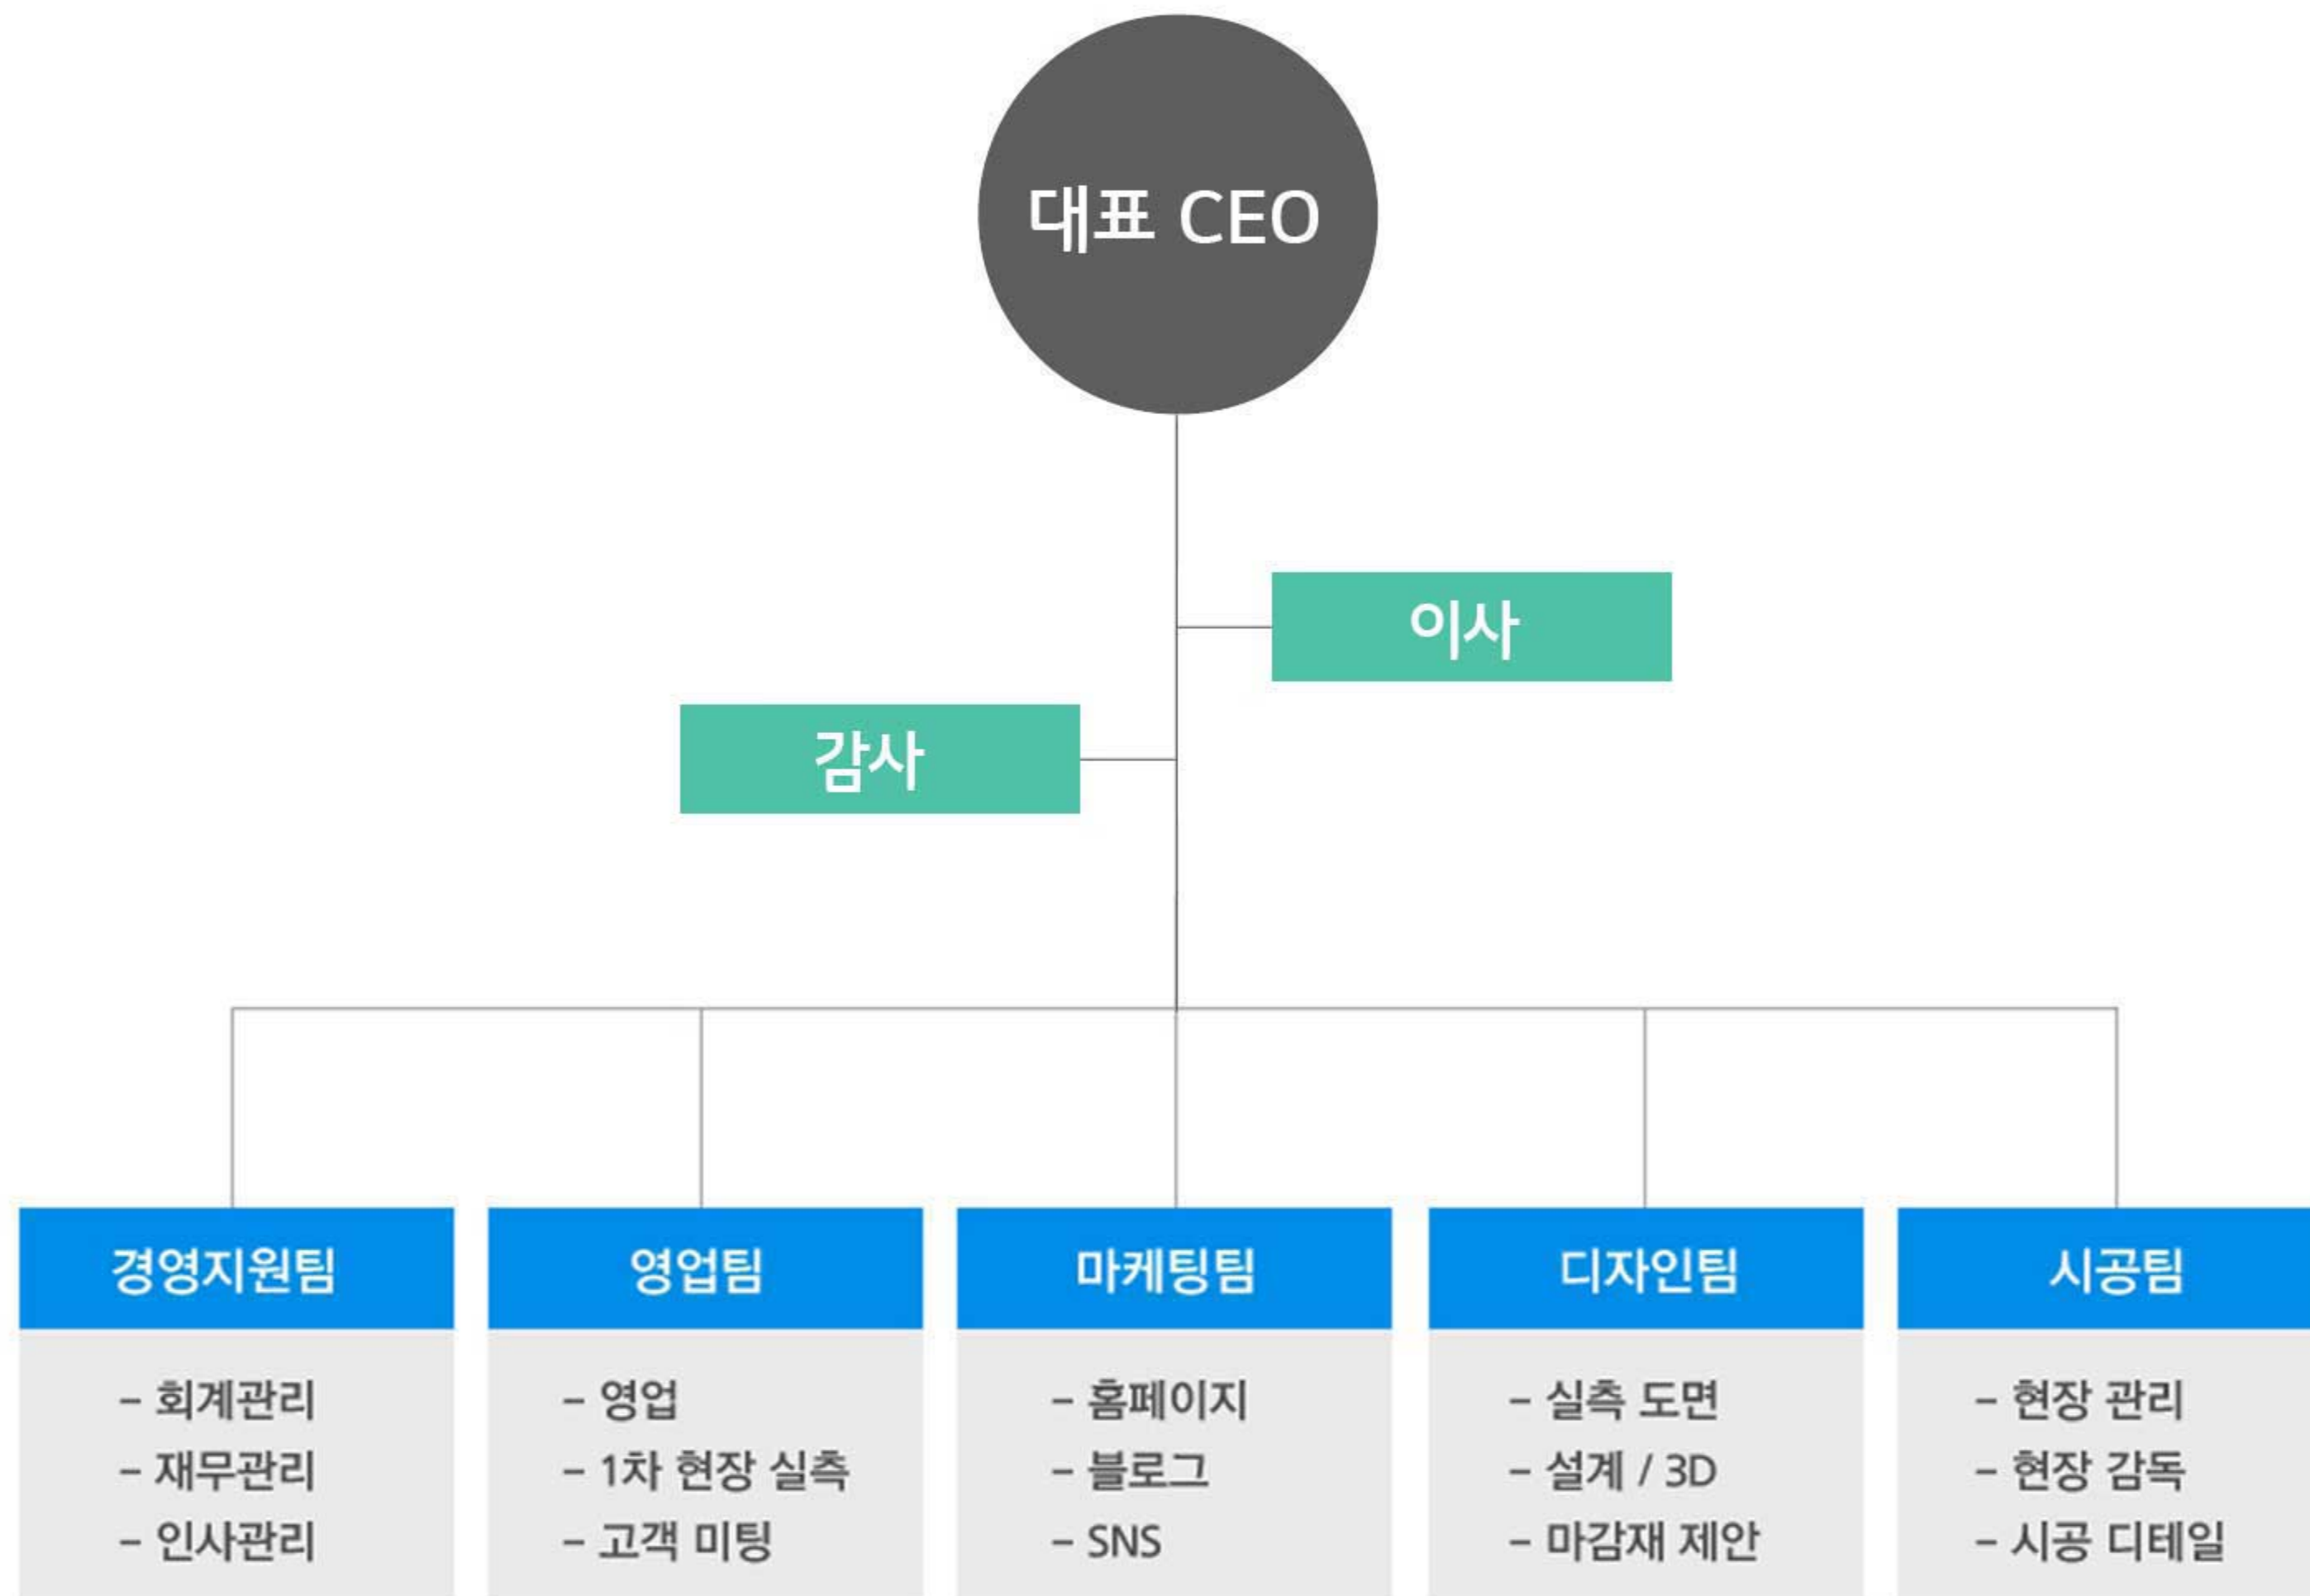 대표 CEO
이사
감사
경영지원팀
- 회계관리
- 재무관리
- 인사관리
영업팀
- 영업
- 1차 현장 실측
- 고객 미팅
마케팅팀
- 홈페이지
- 블로그
- SNS
디자인팀
- 실측 도면
- 설계 / 3D
- 마감재 제안
시공팀
- 현장 관리
- 현장 감독
- 시공 디테일